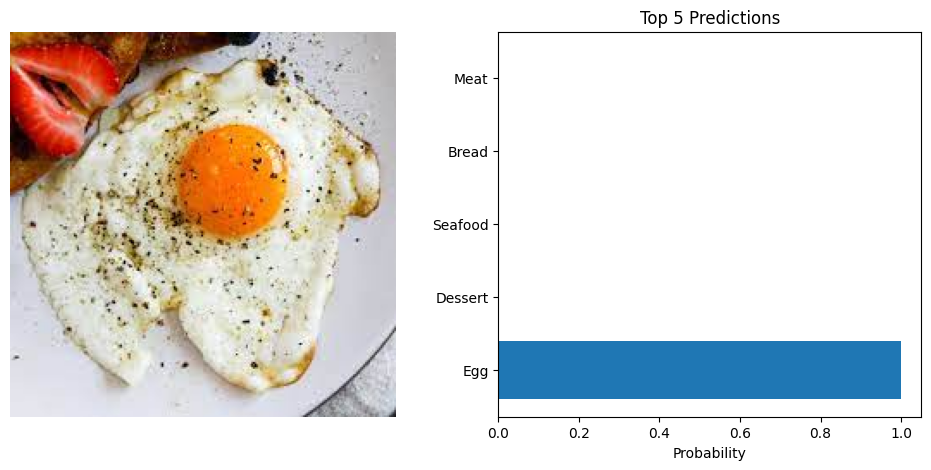 Top 5 Predictions
Meat
Bread
Seafood
Dessert
Egg
0.0 0.2 0.4 0.6 0.8 1.0
Probability